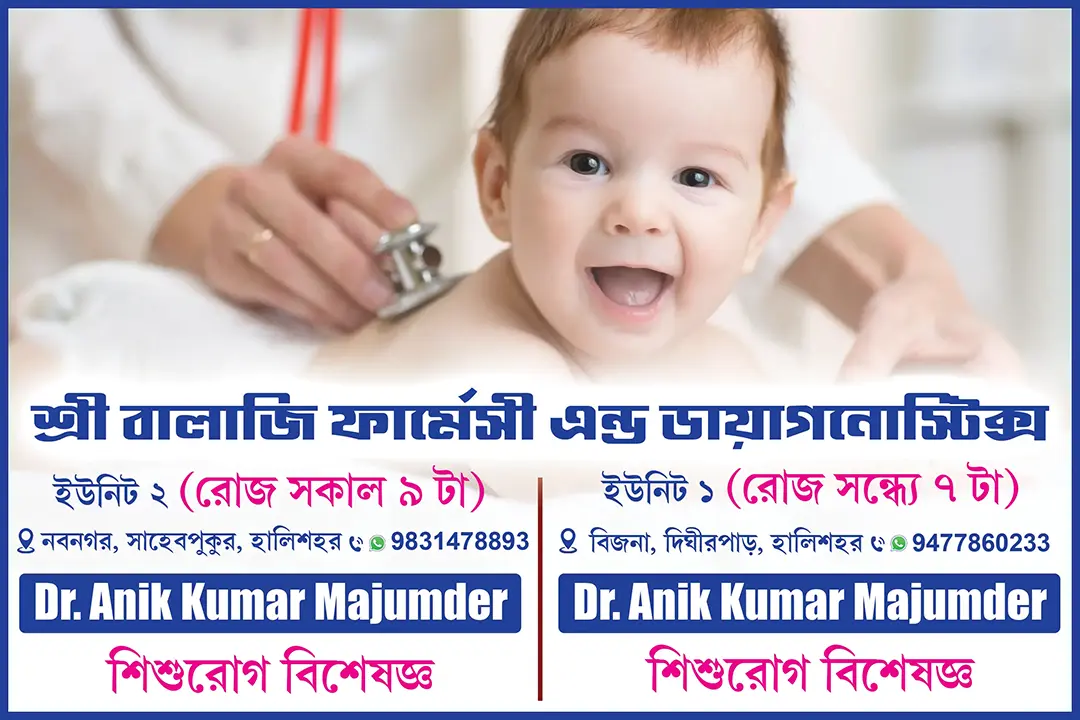 শ্রী বালাজি ফার্মেসী এন্ড ডায়াগনোস্টিক্স
ইউনিট ২ (রোজ সকাল ৯ টা)
নবনগর, সাহেবপুকুর, হালিশহর 9831478893
Dr. Anik Kumar Majumder
শিশুরোগ বিশেষজ্ঞ
ইউনিট ১ (রোজ সন্ধ্যে ৭ টা)
বিজনা, দিঘীরপাড়, হালিশহর 9477860233
Dr. Anik Kumar Majumder
শিশুরোগ বিশেষজ্ঞ